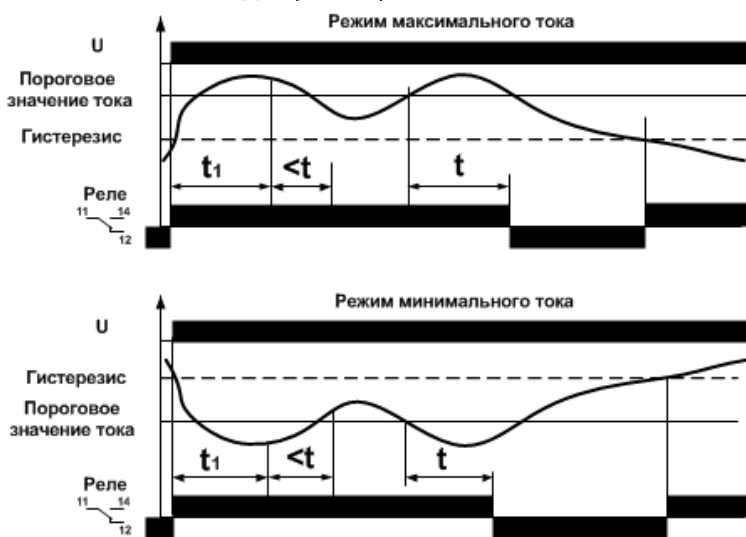 Режим максимального тока
U
Пороговое
значение тока
Гистерезис
t1 <t t
Реле
11 14
12
Режим минимального тока
U
Гистерезис
Пороговое
значение тока
t1 <t t
Реле
11 14
12